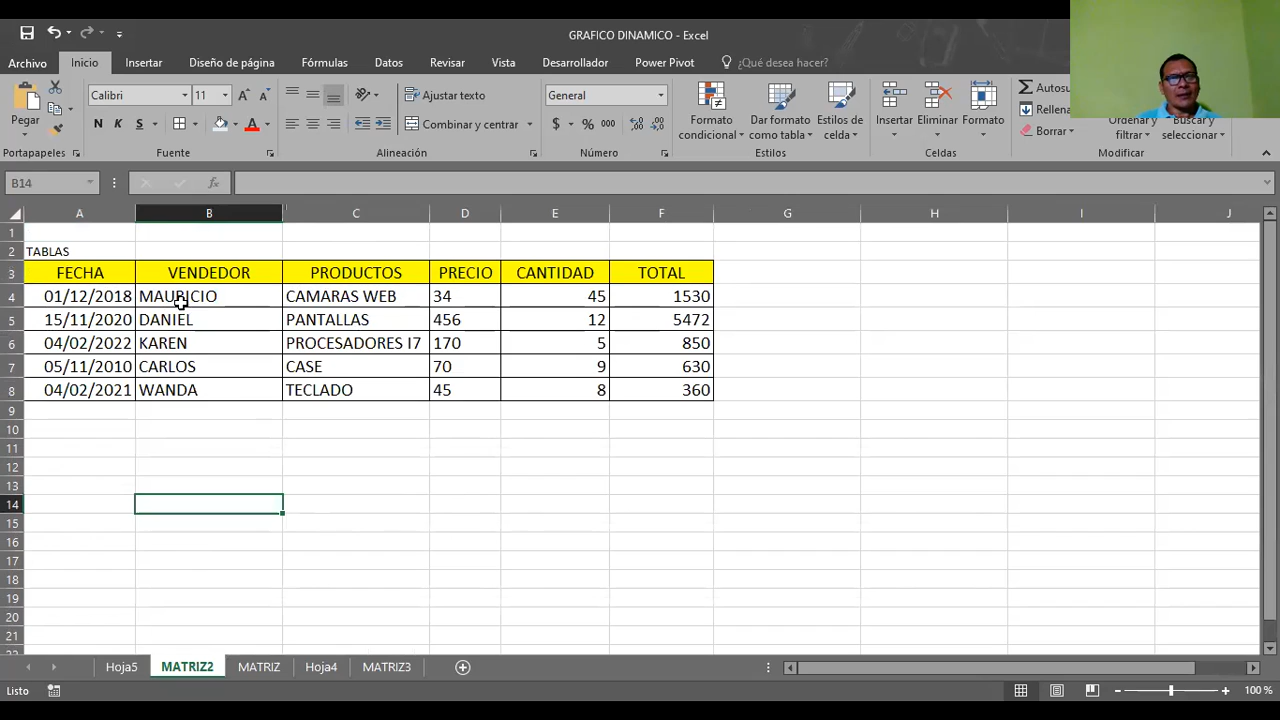 GRAFICO DINAMICO - Excel
Archivo Inicio Insertar Diseño de página Fórmulas Datos Revisar Vista Desarrollador Power Pivot ¿Qué desea hacer?
Pegar
Calibri 11
N K S
Ajustar texto
Combinar y centrar
General
$ % 000
Formato condicional
Dar formato como tabla
Estilos de celda
Insertar Eliminar Formato
Rellena
Borrar
filtrar
seleccionar
Portapapeles Fuente Alineación Número Estilos Celdas Modificar
B14 fx
A B C D E F G H I J
1
2 TABLAS
3 FECHA VENDEDOR PRODUCTOS PRECIO CANTIDAD TOTAL
4 01/12/2018 MAURICIO CAMARAS WEB 34 45 1530
5 15/11/2020 DANIEL PANTALLAS 456 12 5472
6 04/02/2022 KAREN PROCESADORES I7 170 5 850
7 05/11/2010 CARLOS CASE 70 9 630
8 04/02/2021 WANDA TECLADO 45 8 360
9
10
11
12
13
14
15
16
17
18
19
20
21
Hoja5 MATRIZ2 MATRIZ Hoja4 MATRIZ3
Listo 100 %